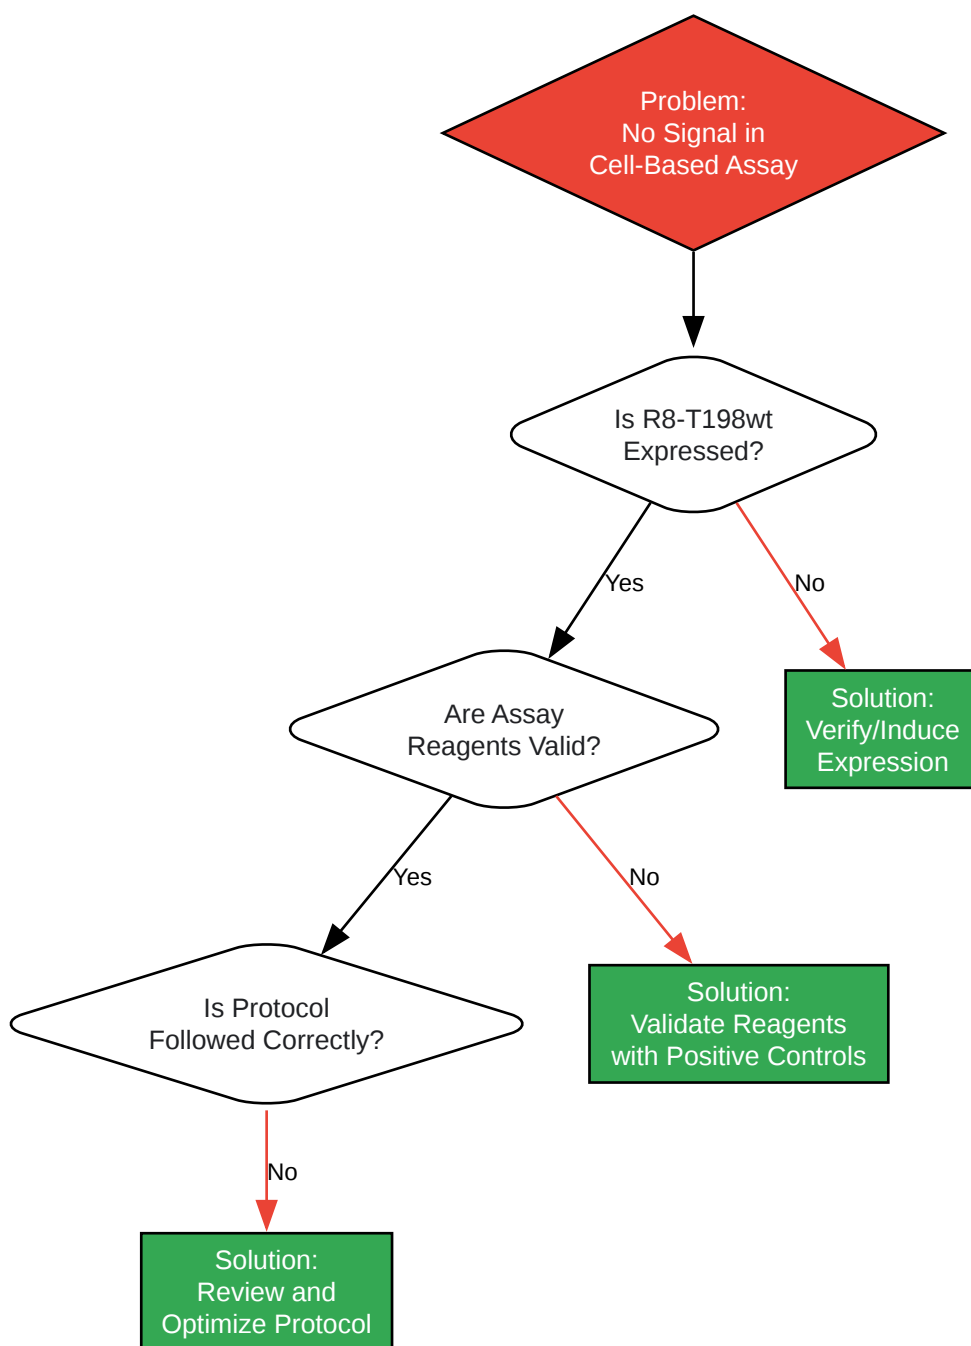 Problem:
No Signal in
Cell-Based Assay
Is R8-T198wt
Expressed?
Yes
No
Solution:
Verify/Induce
Expression
Are Assay
Reagents Valid?
Yes
No
Solution:
Validate Reagents
with Positive Controls
Is Protocol
Followed Correctly?
No
Solution:
Review and
Optimize Protocol